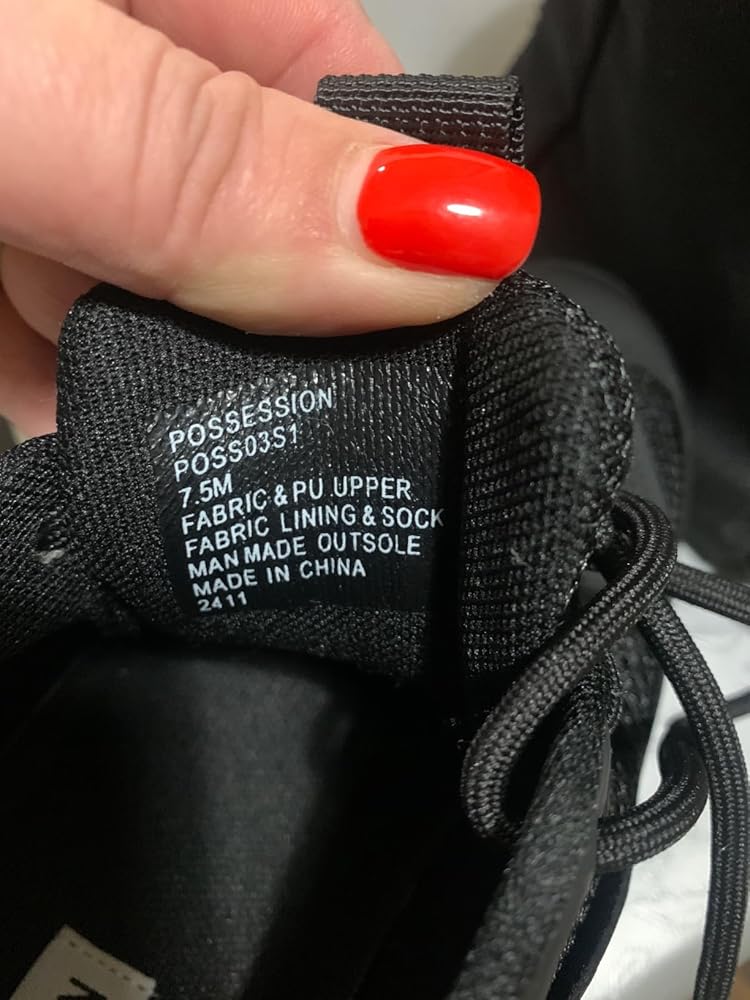 POSSESSION
POSS03S1
7.5M
FABRIC & PU UPPER
FABRIC LINING & SOCK
MAN MADE OUTSOLE
MADE IN CHINA
2411